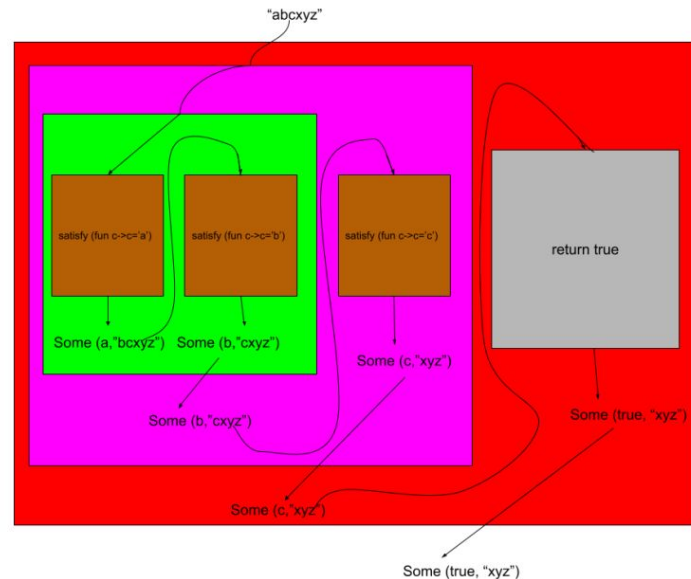 “abcxyz”
satisfy (fun c->c=‘a’)
satisfy (fun c->c=‘b’)
satisfy (fun c->c=‘c’)
return true
Some (a,”bcxyz”)
Some (b,”cxyz”)
Some (c,”xyz”)
Some (true, “xyz”)
Some (b,”cxyz”)
Some (c,”xyz”)
Some (true, “xyz”)